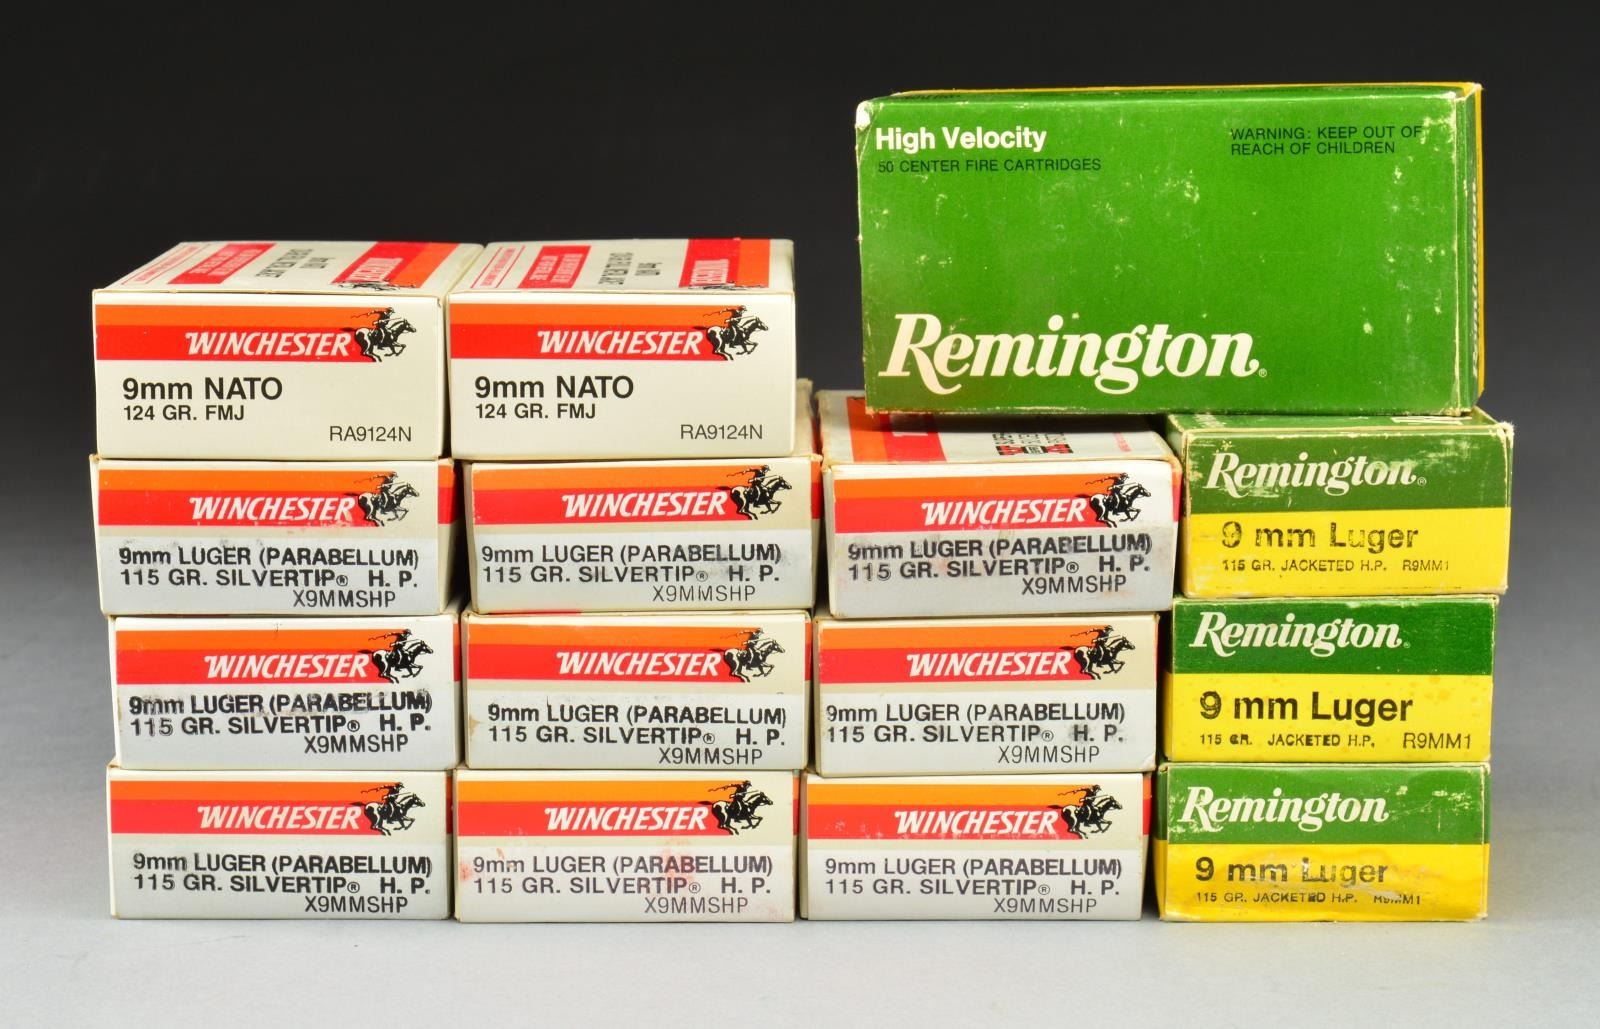 High Velocity
50 CENTER FIRE CARTRIDGES
WARNING: KEEP OUT OF
REACH OF CHILDREN
Remington®
WINCHESTER
9mm NATO
124 GR. FMJ
RA9124N
WINCHESTER
9mm NATO
124 GR. FMJ
RA9124N
WINCHESTER
9mm LUGER (PARABELLUM)
115 GR. SILVERTIP® H. P.
X9MMSHP
WINCHESTER
9mm LUGER (PARABELLUM)
115 GR. SILVERTIP® H. P.
X9MMSHP
WINCHESTER
9mm LUGER (PARABELLUM)
115 GR. SILVERTIP® H. P.
X9MMSHP
Remington®
9 mm Luger
115 GR. JACKETED H.P. R9MM1
WINCHESTER
9mm LUGER (PARABELLUM)
115 GR. SILVERTIP® H. P.
X9MMSHP
WINCHESTER
9mm LUGER (PARABELLUM)
115 GR. SILVERTIP® H. P.
X9MMSHP
WINCHESTER
9mm LUGER (PARABELLUM)
115 GR. SILVERTIP® H. P.
X9MMSHP
Remington®
9 mm Luger
115 GR. JACKETED H.P. R9MM1
WINCHESTER
9mm LUGER (PARABELLUM)
115 GR. SILVERTIP® H. P.
X9MMSHP
WINCHESTER
9mm LUGER (PARABELLUM)
115 GR. SILVERTIP® H. P.
X9MMSHP
WINCHESTER
9mm LUGER (PARABELLUM)
115 GR. SILVERTIP® H. P.
X9MMSHP
Remington
9 mm Luger
115 GR. JACKETED H.P. R9MM1